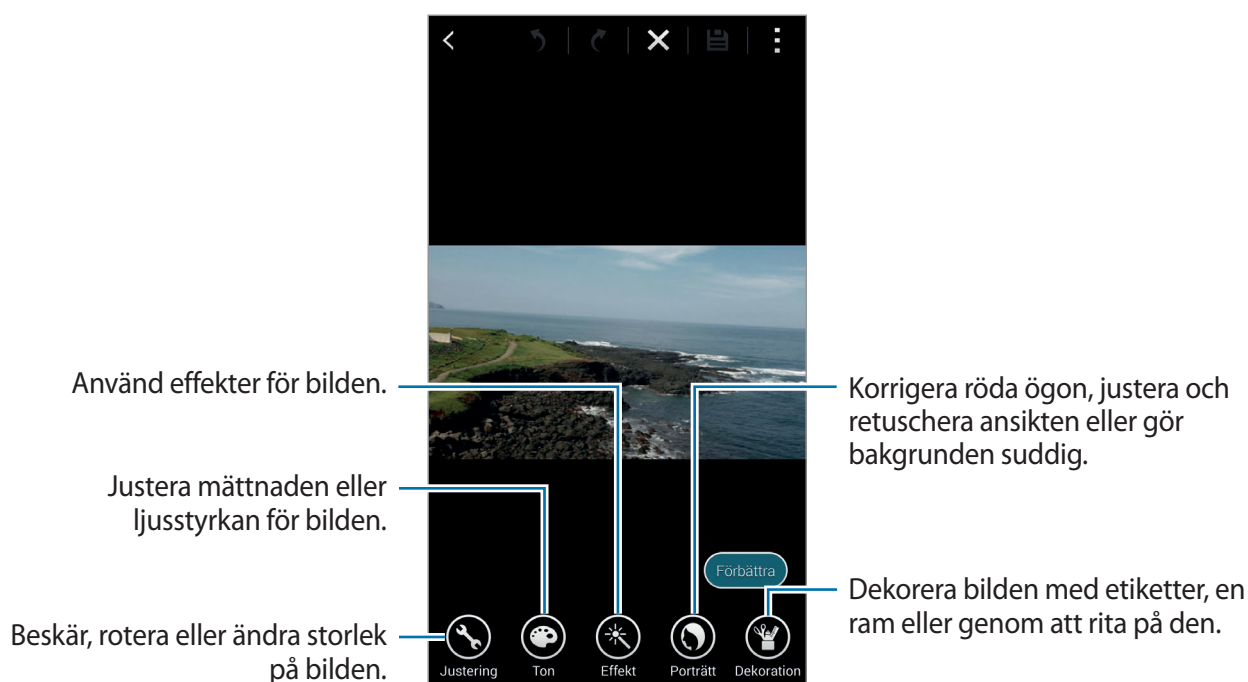 Använd effekter för bilden.
Justera mättnaden eller
ljusstyrkan för bilden.
Beskär, rotera eller ändra storlek
på bilden.
Korrigera röda ögon, justera och
retuschera ansikten eller gör
bakgrunden suddig.
Förbättra
Dekorera bilden med etiketter, en
ram eller genom att rita på den.
Justering
Ton
Effekt
Porträtt
Dekoration